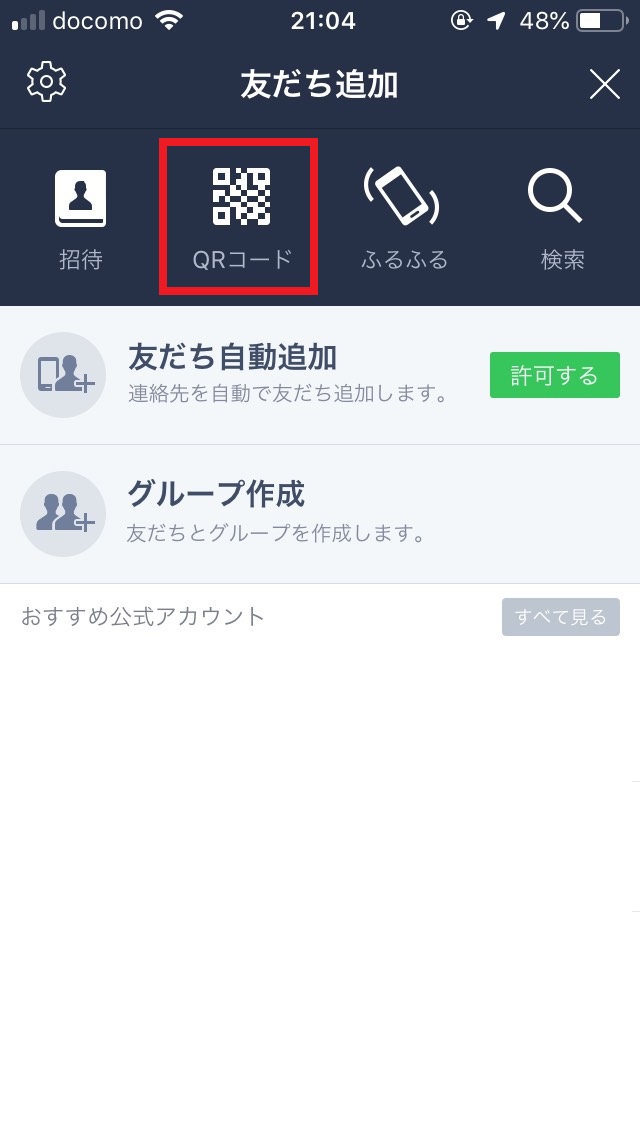 docomo 21:04 48%
友だち追加
招待 QRコード ふるふる 検索
友だち自動追加
連絡先を自動で友だち追加します。
許可する
グループ作成
友だちとグループを作成します。
おすすめ公式アカウント すべて見る